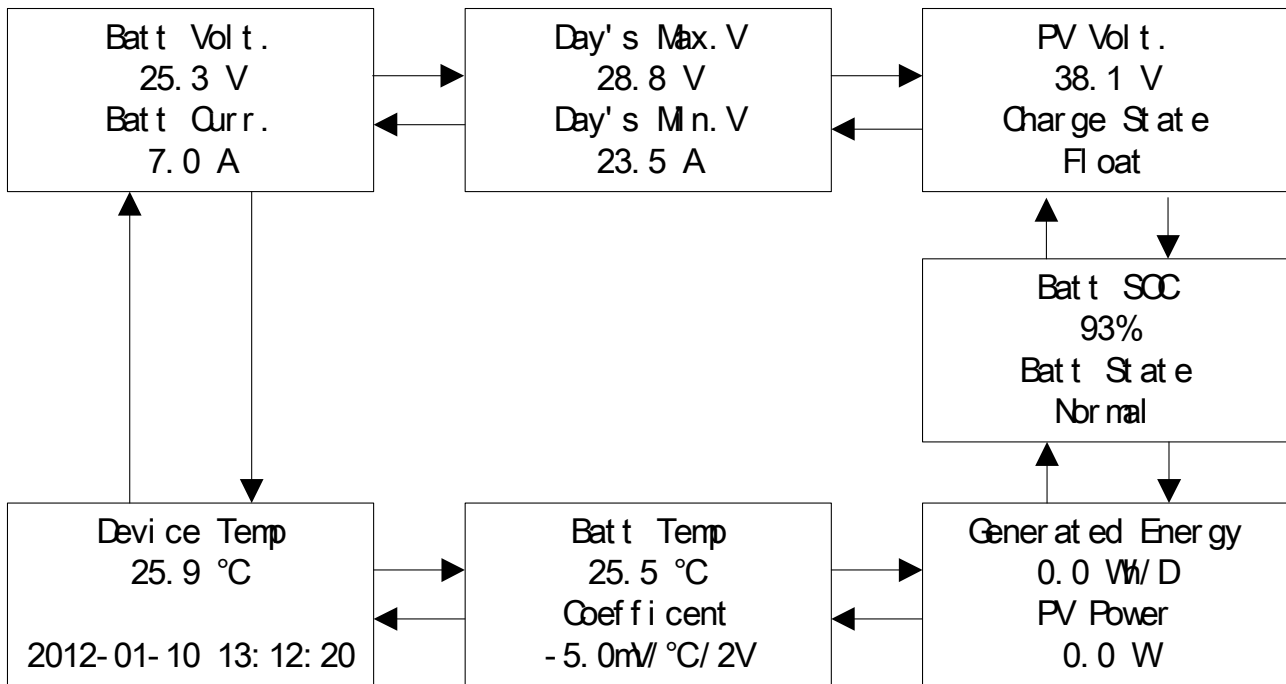 Batt Volt.
25.3 V
Batt Curr.
7.0 A
Day's Max.V
28.8 V
Day's Min.V
23.5 A
PV Volt.
38.1 V
Charge State
Float
Batt SOC
93%
Batt State
Normal
Device Temp
25.9 °C
2012-01-10 13:12:20
Batt Temp
25.5 °C
Coefficent
-5.0mV/°C/2V
Generated Energy
0.0 Wh/D
PV Power
0.0 W